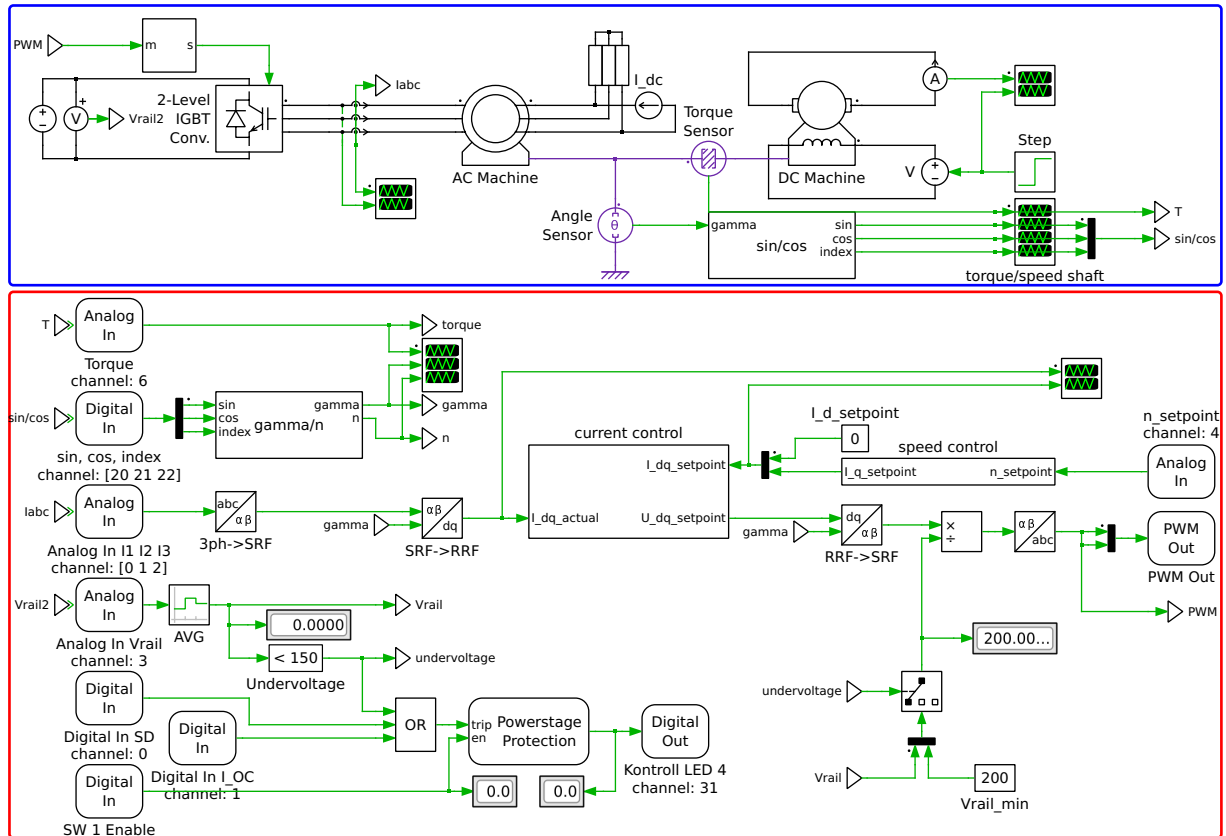 PWM
m
s
2-Level
IGBT
Conv.
V
Vrail2
Iabc
AC Machine
I_dc
Torque
Sensor
A
DC Machine
V
Step
Angle
Sensor
θ
gamma
sin/cos
sin
cos
index
T
sin/cos
torque/speed shaft
T
Analog
In
Torque
channel: 6
torque
sin/cos
Digital
In
sin, cos, index
channel: [20 21 22]
sin
cos
index
gamma/n
gamma
n
gamma
n
Iabc
Analog
In
Analog In I1 I2 I3
channel: [0 1 2]
abc
αβ
3ph->SRF
gamma
αβ
dq
SRF->RRF
current control
I_dq_setpoint
I_dq_actual
U_dq_setpoint
I_d_setpoint
0
speed control
I_q_setpoint
n_setpoint
n_setpoint
channel: 4
Analog
In
gamma
dq
αβ
RRF->SRF
×
÷
αβ
abc
PWM
Out
PWM Out
PWM
Vrail2
Analog
In
Analog In Vrail
channel: 3
AVG
Vrail
0.0000
< 150
Undervoltage
undervoltage
Digital
In
Digital In SD
channel: 0
Digital
In
Digital In I_OC
channel: 1
Digital
In
SW 1 Enable
OR
trip
en
Powerstage
Protection
0.0
0.0
Digital
Out
Kontroll LED 4
channel: 31
200.00...
undervoltage
Vrail
200
Vrail_min